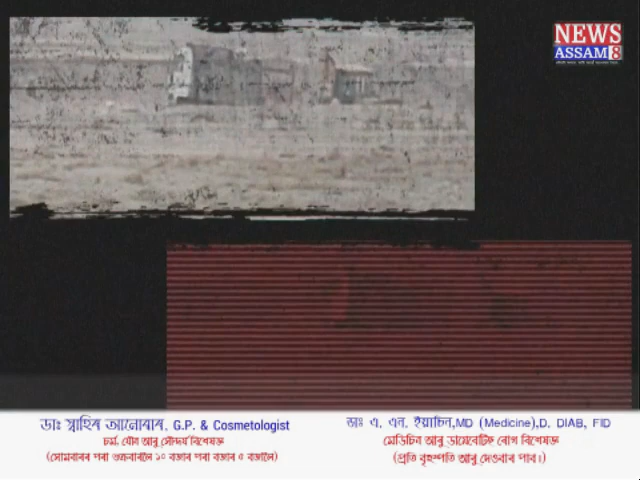 NEWS
ASSAM 8
ডাঃ স্বাহিৰ আনোৱাৰ, G.P. & Cosmetologist
চৰ্ম, যৌন আৰু সৌন্দৰ্য বিশেষজ্ঞ
(সোমবাৰৰ পৰা শুক্ৰবাৰলৈ ১০ বজাৰ পৰা বজাৰ ৫ বজালৈ)
ডাঃ এ. এন. ইয়াচিন,MD (Medicine),D. DIAB, FID
মেডিচিন আৰু ডায়েবেটিক ৰোগ বিশেষজ্ঞ
(প্ৰতি বৃহস্পতি আৰু দেওবাৰ পাব।)